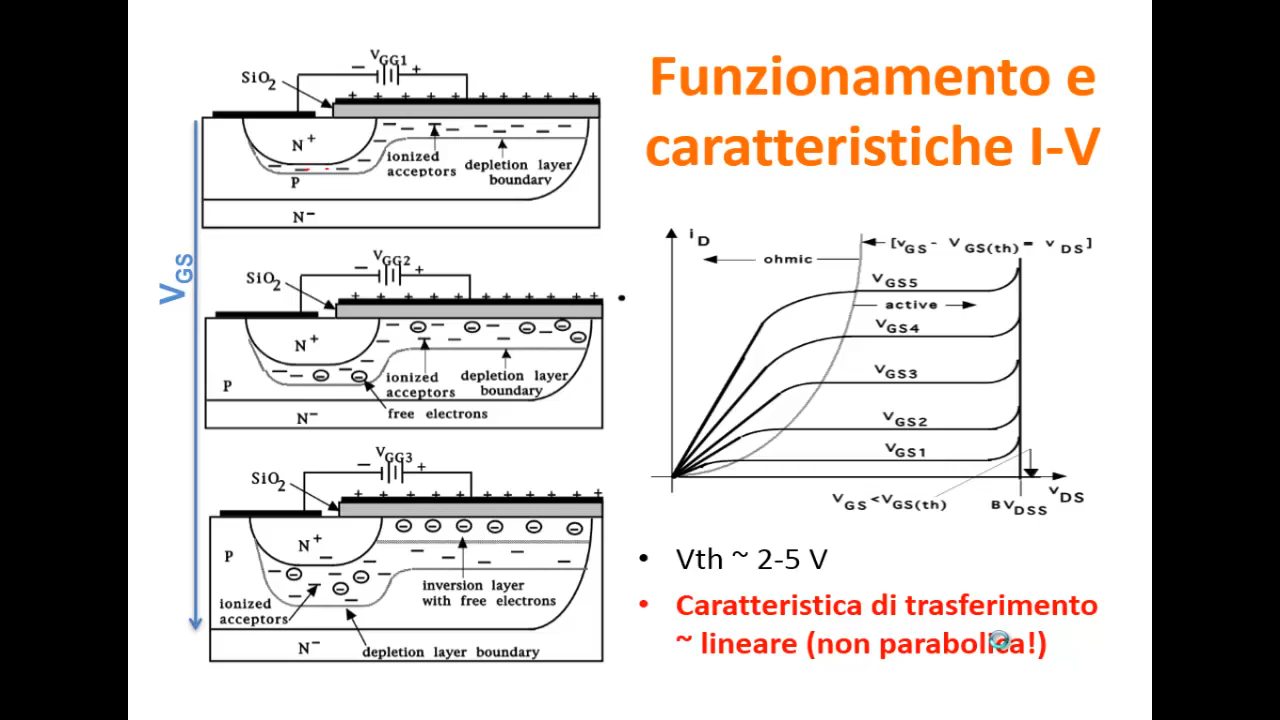 Funzionamento e
caratteristiche I-V
VGS
VGG1
SiO2
N+
ionized
acceptors
depletion layer
boundary
P
N−
VGG2
SiO2
N+
P
ionized
acceptors
depletion layer
boundary
free electrons
N−
VGG3
SiO2
N+
P
inversion layer
with free electrons
ionized
acceptors
N−
depletion layer boundary
iD
[vGS - VGS(th) = vDS]
ohmic
VGS5
active
VGS4
VGS3
VGS2
VGS1
VGS<VGS(th)
BVDSS
vDS
• Vth ~ 2-5 V
• Caratteristica di trasferimento
~ lineare (non parabolica!)